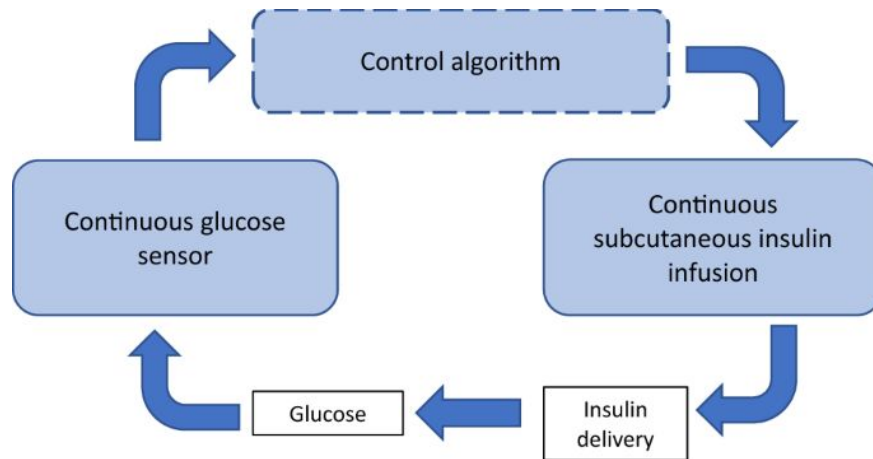 Control algorithm
Continuous glucose
sensor
Continuous
subcutaneous insulin
infusion
Glucose
Insulin
delivery